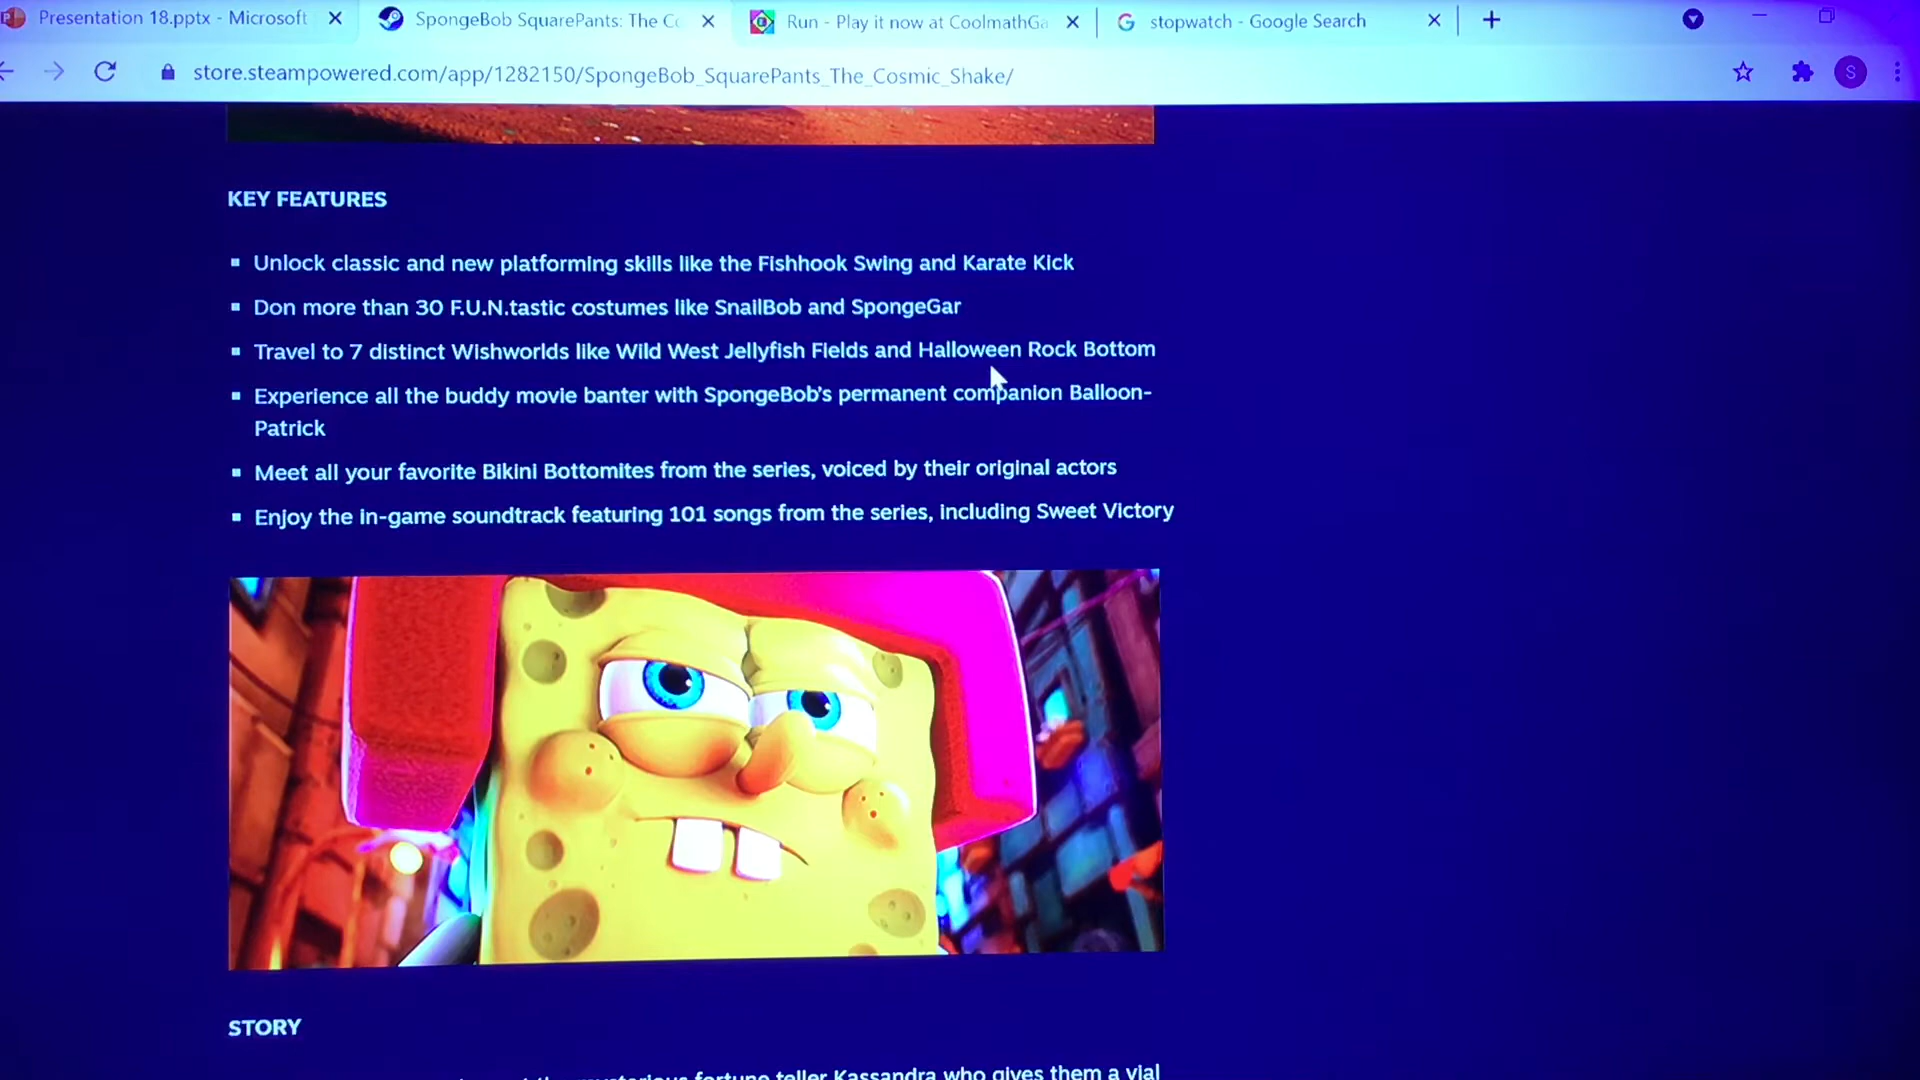 Presentation 18.pptx - Microsoft
SpongeBob SquarePants: The Co
Run - Play it now at CoolmathGa
stopwatch - Google Search
store.steampowered.com/app/1282150/SpongeBob_SquarePants_The_Cosmic_Shake/
S
KEY FEATURES
Unlock classic and new platforming skills like the Fishhook Swing and Karate Kick
Don more than 30 F.U.N.tastic costumes like SnailBob and SpongeGar
Travel to 7 distinct Wishworlds like Wild West Jellyfish Fields and Halloween Rock Bottom
Experience all the buddy movie banter with SpongeBob's permanent companion Balloon-
Patrick
Meet all your favorite Bikini Bottomites from the series, voiced by their original actors
Enjoy the in-game soundtrack featuring 101 songs from the series, including Sweet Victory
STORY
mysterious fortune teller Kassandra who gives them a vial